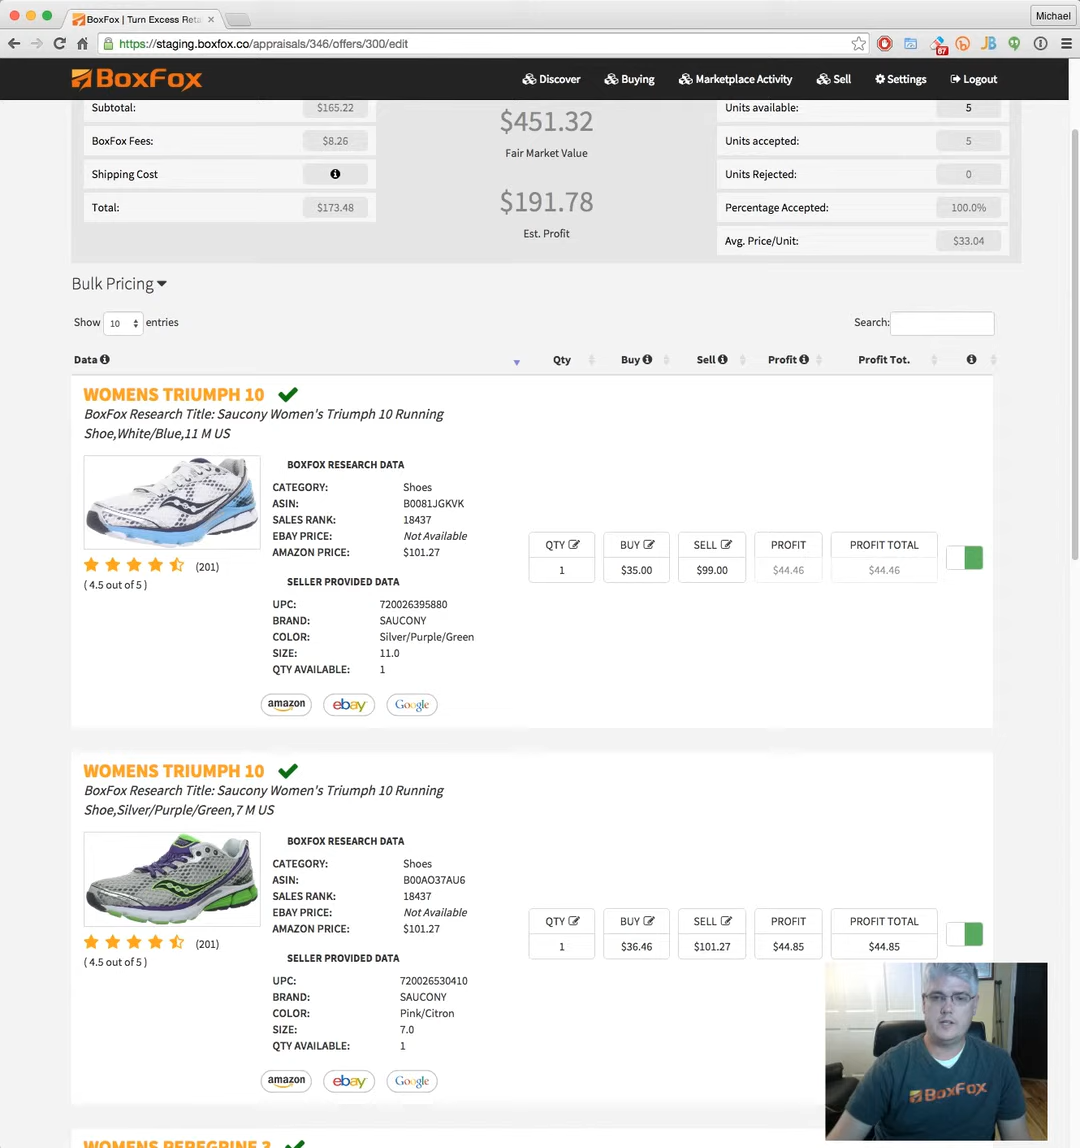 BoxFox | Turn Excess Reta
Michael
https://staging.boxfox.co/appraisals/346/offers/300/edit
67
JB
BoxFox
Discover
Buying
Marketplace Activity
Sell
Settings
Logout
Subtotal: $165.22
BoxFox Fees: $8.26
Shipping Cost
Total: $173.48
$451.32
Fair Market Value
$191.78
Est. Profit
Units available: 5
Units accepted: 5
Units Rejected: 0
Percentage Accepted: 100.0%
Avg. Price/Unit: $33.04
Bulk Pricing
Show 10 entries
Search:
Data Qty Buy Sell Profit Profit Tot.
WOMENS TRIUMPH 10
BoxFox Research Title: Saucony Women's Triumph 10 Running
Shoe,White/Blue,11 M US
(201)
( 4.5 out of 5 )
BOXFOX RESEARCH DATA
CATEGORY: Shoes
ASIN: B0081JGKVK
SALES RANK: 18437
EBAY PRICE: Not Available
AMAZON PRICE: $101.27
SELLER PROVIDED DATA
UPC: 720026395880
BRAND: SAUCONY
COLOR: Silver/Purple/Green
SIZE: 11.0
QTY AVAILABLE: 1
amazon ebay Google
QTY BUY SELL PROFIT PROFIT TOTAL
1 $35.00 $99.00 $44.46 $44.46
WOMENS TRIUMPH 10
BoxFox Research Title: Saucony Women's Triumph 10 Running
Shoe,Silver/Purple/Green,7 M US
(201)
( 4.5 out of 5 )
BOXFOX RESEARCH DATA
CATEGORY: Shoes
ASIN: B00AO37AU6
SALES RANK: 18437
EBAY PRICE: Not Available
AMAZON PRICE: $101.27
SELLER PROVIDED DATA
UPC: 720026530410
BRAND: SAUCONY
COLOR: Pink/Citron
SIZE: 7.0
QTY AVAILABLE: 1
amazon ebay Google
QTY BUY SELL PROFIT PROFIT TOTAL
1 $36.46 $101.27 $44.85 $44.85
BoxFox
WOMENS PEREGRINE 3